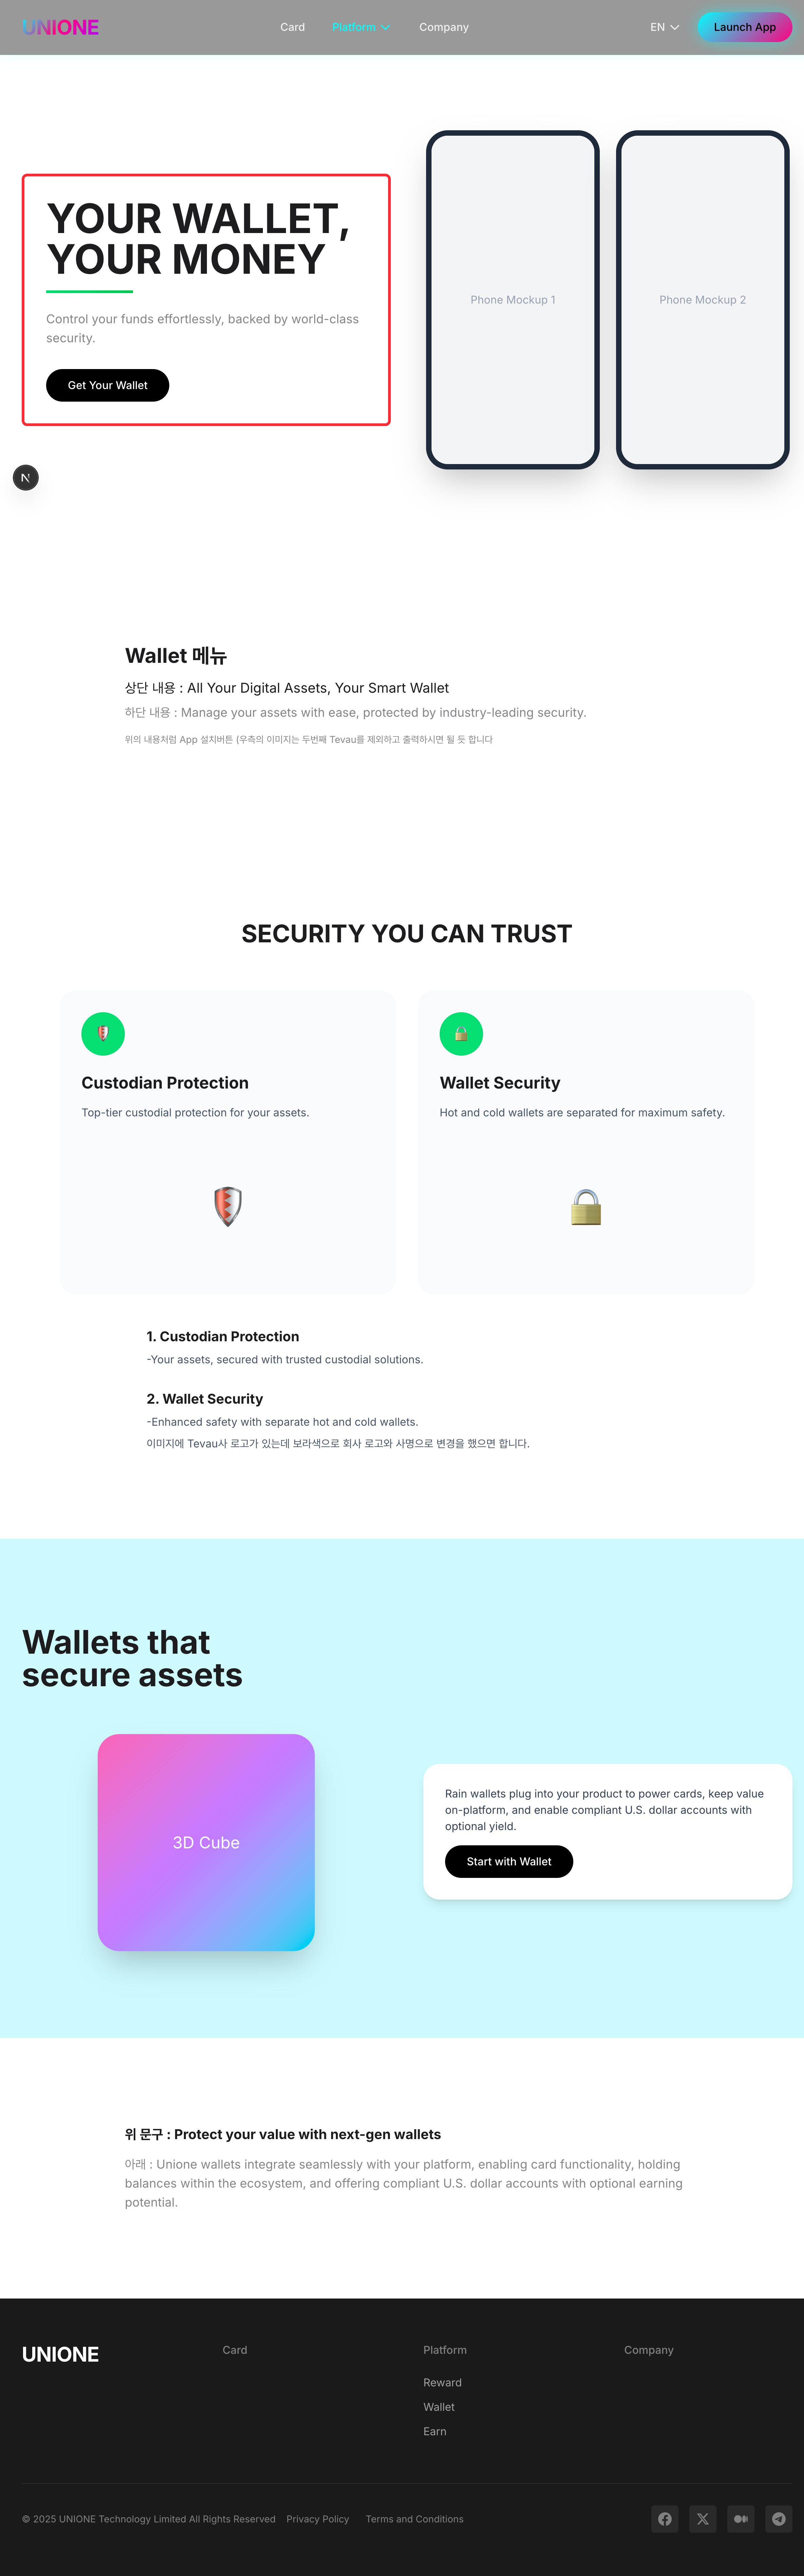 UNIONE
Card
Platform
Company
EN
Launch App
YOUR WALLET,
YOUR MONEY
Control your funds effortlessly, backed by world-class
security.
Get Your Wallet
Phone Mockup 1
Phone Mockup 2
N
Wallet 메뉴
상단 내용 : All Your Digital Assets, Your Smart Wallet
하단 내용 : Manage your assets with ease, protected by industry-leading security.
위의 내용처럼 App 설치버튼 (우측의 이미지는 두번째 Tevau를 제외하고 출력하시면 될 듯 합니다
SECURITY YOU CAN TRUST
Custodian Protection
Top-tier custodial protection for your assets.
Wallet Security
Hot and cold wallets are separated for maximum safety.
1. Custodian Protection
-Your assets, secured with trusted custodial solutions.
2. Wallet Security
-Enhanced safety with separate hot and cold wallets.
이미지에 Tevau사 로고가 있는데 보라색으로 회사 로고와 사명으로 변경을 했으면 합니다.
Wallets that
secure assets
3D Cube
Rain wallets plug into your product to power cards, keep value
on-platform, and enable compliant U.S. dollar accounts with
optional yield.
Start with Wallet
위 문구 : Protect your value with next-gen wallets
아래 : Unione wallets integrate seamlessly with your platform, enabling card functionality, holding
balances within the ecosystem, and offering compliant U.S. dollar accounts with optional earning
potential.
UNIONE
Card
Platform
Reward
Wallet
Earn
Company
© 2025 UNIONE Technology Limited All Rights Reserved
Privacy Policy
Terms and Conditions